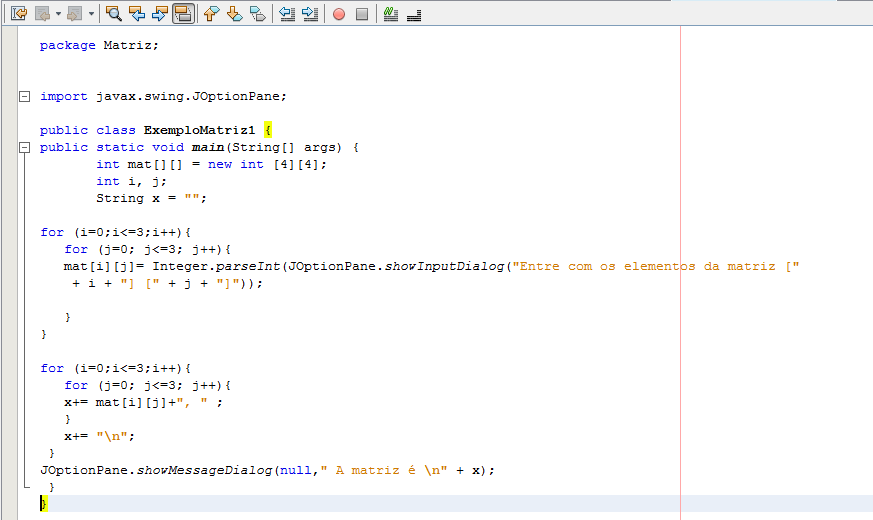 package Matriz;
import javax.swing.JOptionPane;
public class ExemploMatriz1 {
public static void main(String[] args) {
int mat[][] = new int [4][4];
int i, j;
String x = "";
for (i=0;i<=3;i++){
for (j=0; j<=3; j++){
mat[i][j]= Integer.parseInt(JOptionPane.showInputDialog("Entre com os elementos da matriz ["
+ i + "] [" + j + "]"));
}
}
for (i=0;i<=3;i++){
for (j=0; j<=3; j++){
x+= mat[i][j]+", " ;
}
x+= "\n";
}
JOptionPane.showMessageDialog(null," A matriz é \n" + x);
}
}